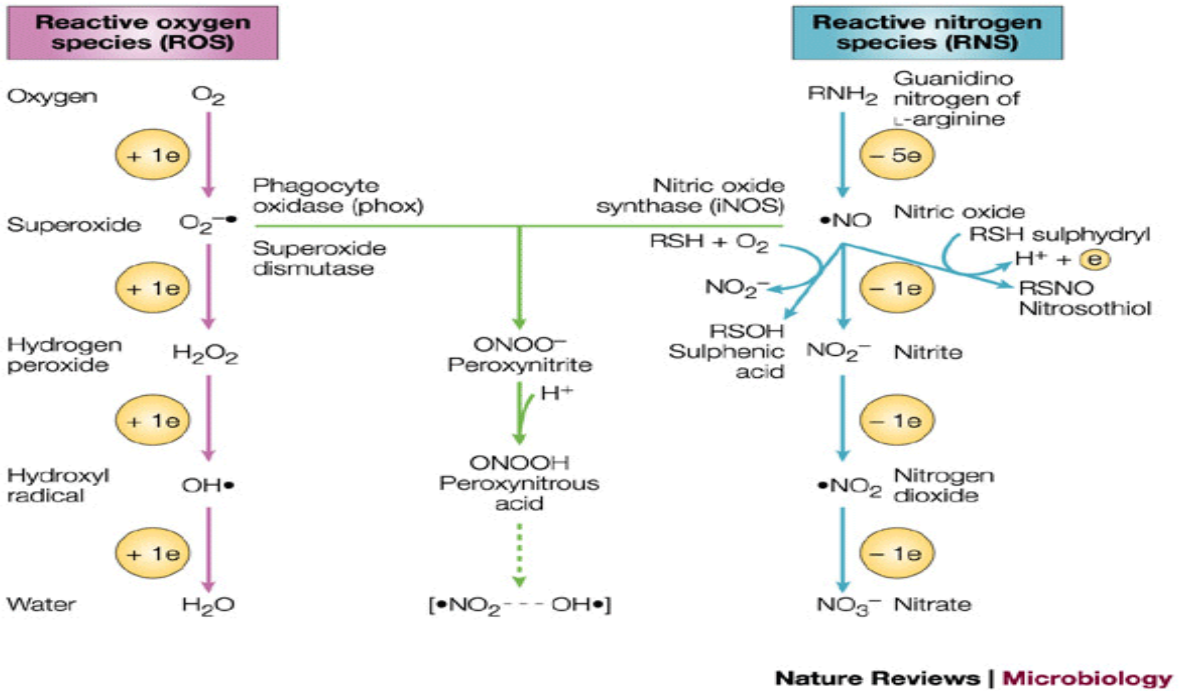 Reactive oxygen
species (ROS)
Reactive nitrogen
species (RNS)
Oxygen
O₂
RNH₂
Guanidino
nitrogen of
L-arginine
+ 1e
– 5e
Phagocyte
oxidase (phox)
Nitric oxide
synthase (iNOS)
Superoxide
O₂⁻•
•NO
Nitric oxide
Superoxide
dismutase
RSH + O₂
RSH sulphydryl
H⁺ + e
+ 1e
NO₂⁻
– 1e
RSNO
Nitrosothiol
RSOH
Sulphenic
acid
Hydrogen
peroxide
H₂O₂
ONOO⁻
Peroxynitrite
NO₂⁻
Nitrite
H⁺
+ 1e
– 1e
Hydroxyl
radical
OH•
ONOOH
Peroxynitrous
acid
•NO₂
Nitrogen
dioxide
+ 1e
– 1e
Water
H₂O
[•NO₂--- OH•]
NO₃⁻
Nitrate
Nature Reviews | Microbiology